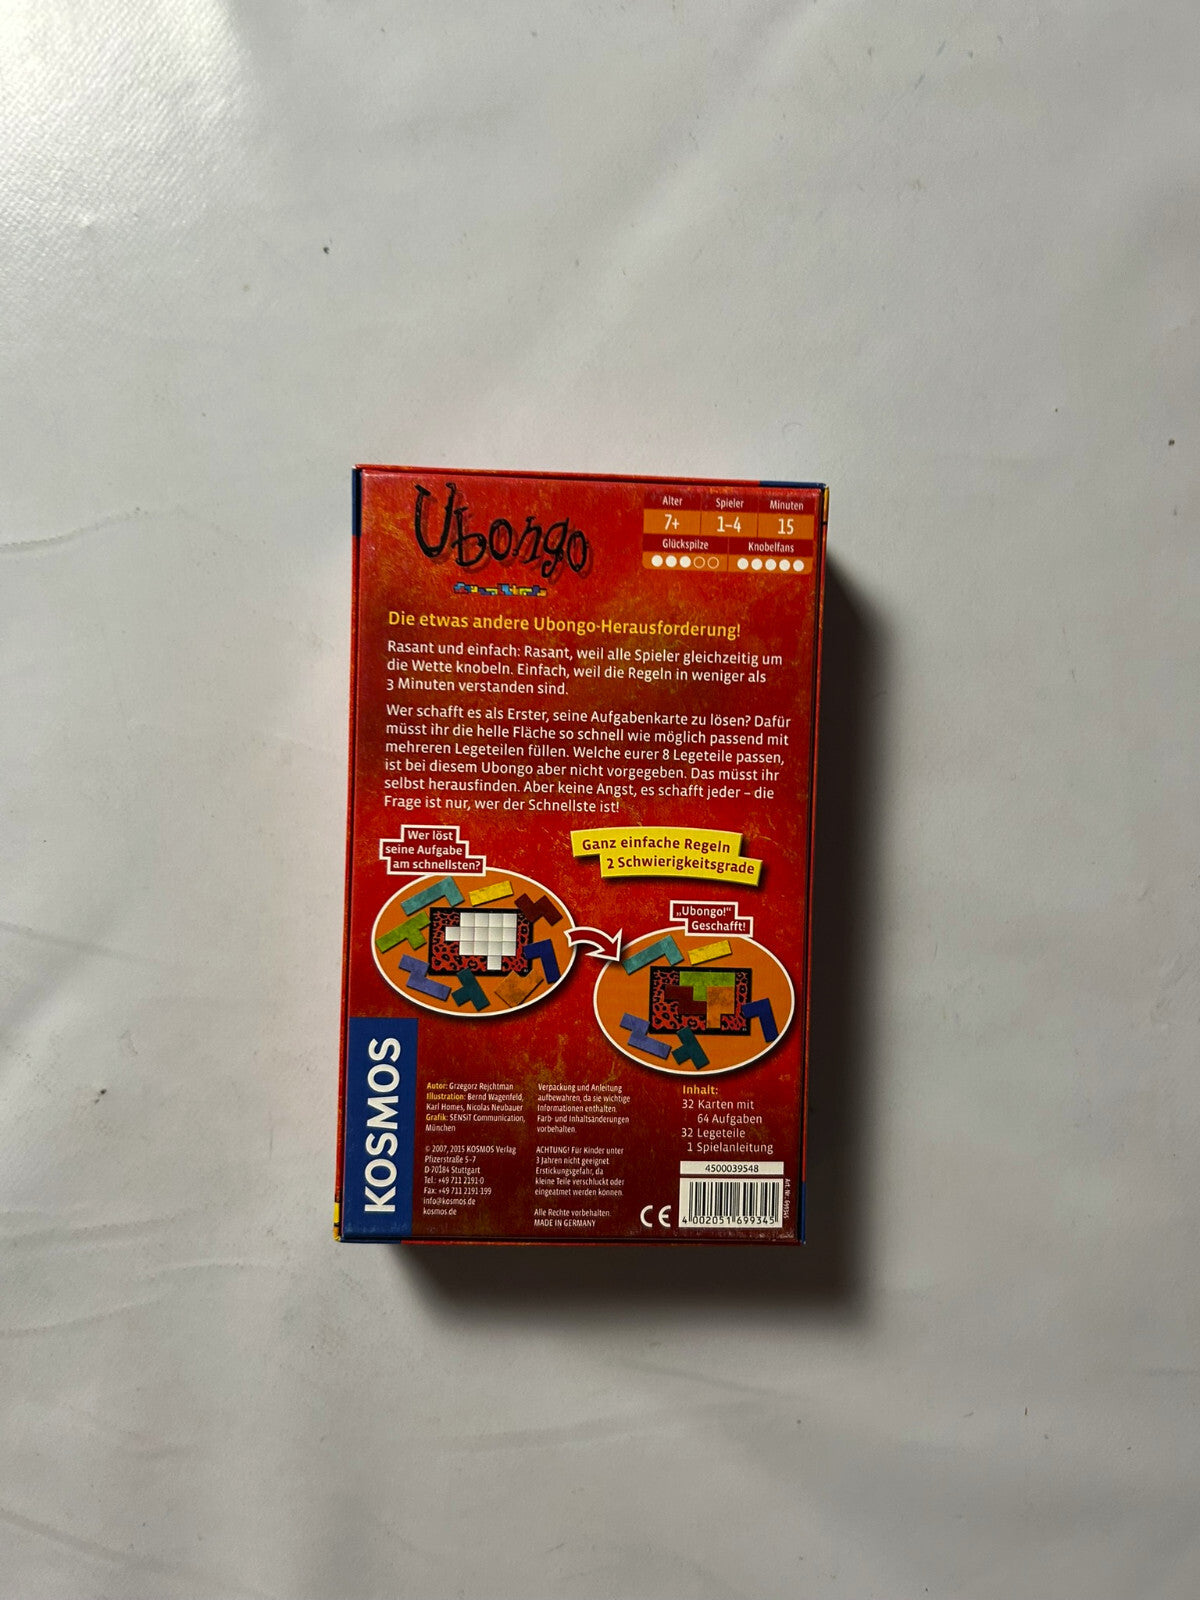 Ubongo
Alter
Spieler
Minuten
7+
1–4
15
Glückspilze
Knobelfans
Die etwas andere Ubongo-Herausforderung!
Rasant und einfach: Rasant, weil alle Spieler gleichzeitig um
die Wette knobeln. Einfach, weil die Regeln in weniger als
3 Minuten verstanden sind.
Wer schafft es als Erster, seine Aufgabenkarte zu lösen? Dafür
müsst ihr die helle Fläche so schnell wie möglich passend mit
mehreren Legeteilen füllen. Welche eurer 8 Legeteile passen,
ist bei diesem Ubongo aber nicht vorgegeben. Das müsst ihr
selbst herausfinden. Aber keine Angst, es schafft jeder – die
Frage ist nur, wer der Schnellste ist!
Wer löst
seine Aufgabe
am schnellsten?
Ganz einfache Regeln
2 Schwierigkeitsgrade
„Ubongo!“
Geschafft!
KOSMOS
Autor: Grzegorz Rejchtman
Illustration: Bernd Wagenfeld,
Karl Homes, Nicolas Neubauer
Grafik: SENSiT Communication,
München
© 2007, 2015 KOSMOS Verlag
Pfizerstraße 5–7
D-70184 Stuttgart
Tel.: +49 711 2191-0
Fax: +49 711 2191-199
info@kosmos.de
kosmos.de
Verpackung und Anleitung
aufbewahren, da sie wichtige
Informationen enthalten.
Farb- und Inhaltsänderungen
vorbehalten.
ACHTUNG! Für Kinder unter
3 Jahren nicht geeignet.
Erstickungsgefahr, da
kleine Teile verschluckt oder
eingeatmet werden können.
Alle Rechte vorbehalten.
MADE IN GERMANY
Inhalt:
32 Karten mit
64 Aufgaben
32 Legeteile
1 Spielanleitung
4500039548
CE
4 002051 699345
Art.-Nr.: 699345